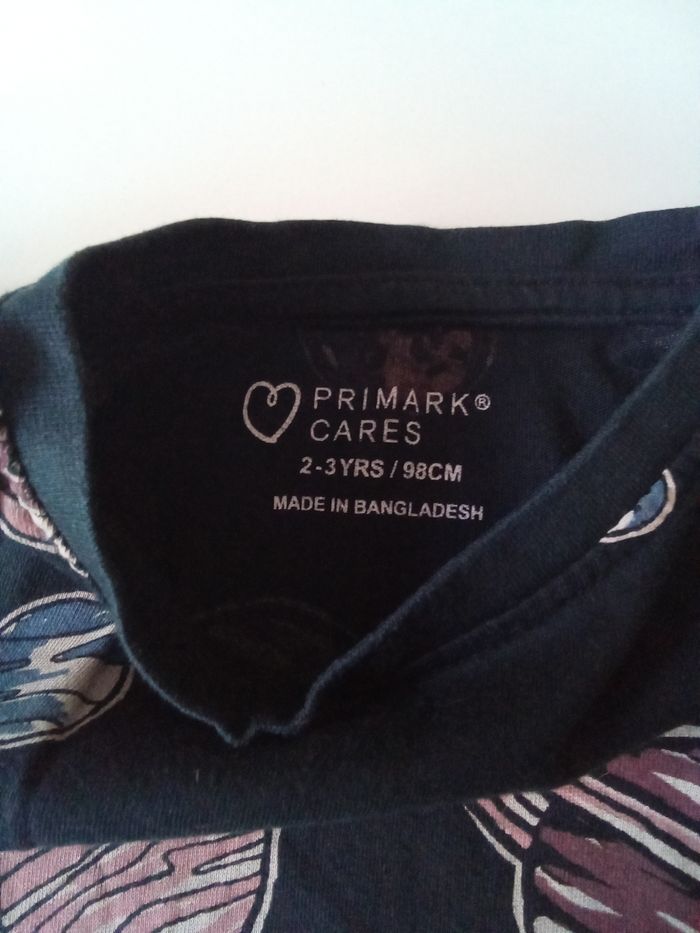 PRIMARK®
CARES
2-3YRS / 98CM
MADE IN BANGLADESH